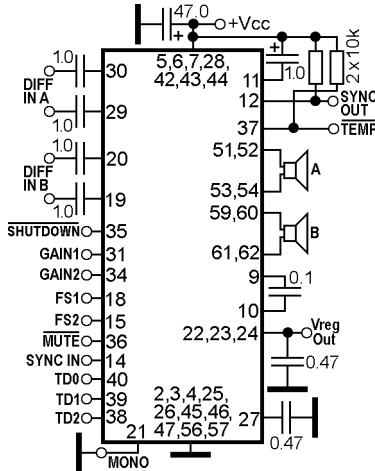 47.0
+Vcc
+
1.0
5,6,7,28,
42,43,44
+
1.0
2x10k
DIFF
IN A
30
11
12
SYNC
OUT
1.0
29
37
TEMP
1.0
DIFF
IN B
20
51,52
A
53,54
1.0
19
59,60
B
61,62
SHUTDOWN
35
GAIN1
31
GAIN2
34
9
0.1
10
FS1
18
FS2
15
22,23,24
Vreg
Out
MUTE
36
SYNC IN
14
0.47
TD0
40
TD1
39
TD2
38
2,3,4,25,
26,45,46,
47,56,57
27
0.47
21
MONO